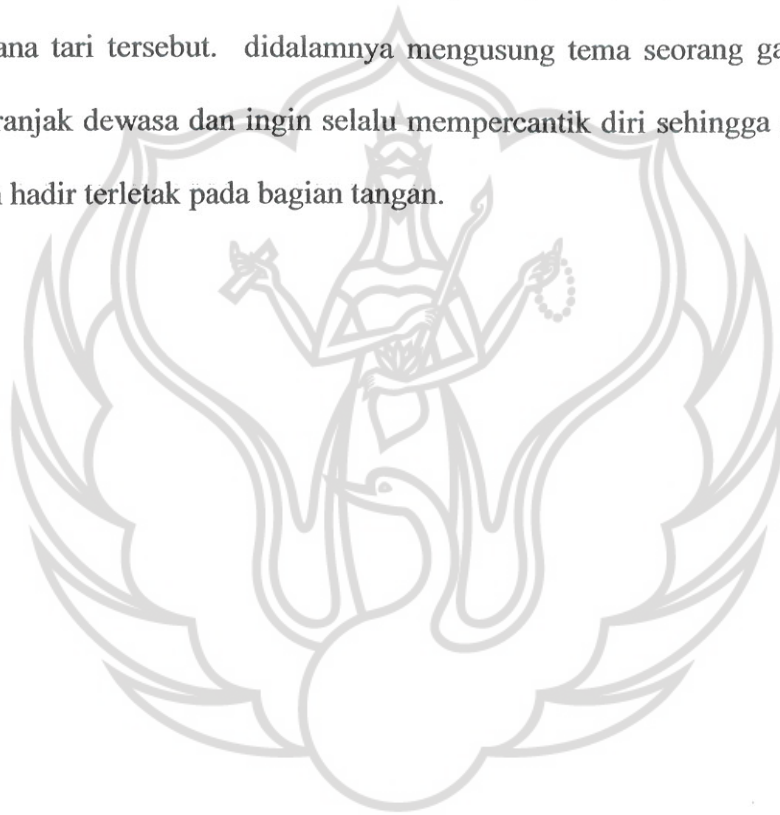 ana tari tersebut. didalamnya mengusung tema seorang ga
ranjak dewasa dan ingin selalu mempercantik diri sehingga
hadir terletak pada bagian tangan.